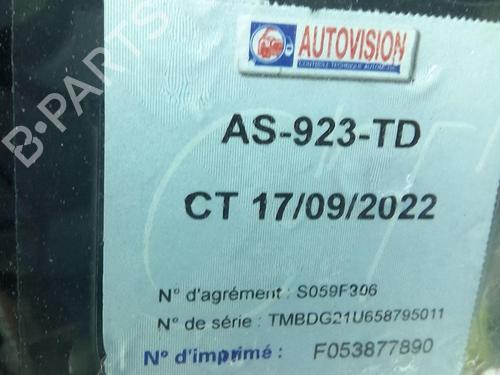 AUTOVISION
CONTRÔLE TECHNIQUE AUTOMOBILE
AS-923-TD
CT 17/09/2022
N° d'agrément : S059F306
N° de série : TMBDG21U658795011
N° d'imprimé : F053877890
B-PARTS